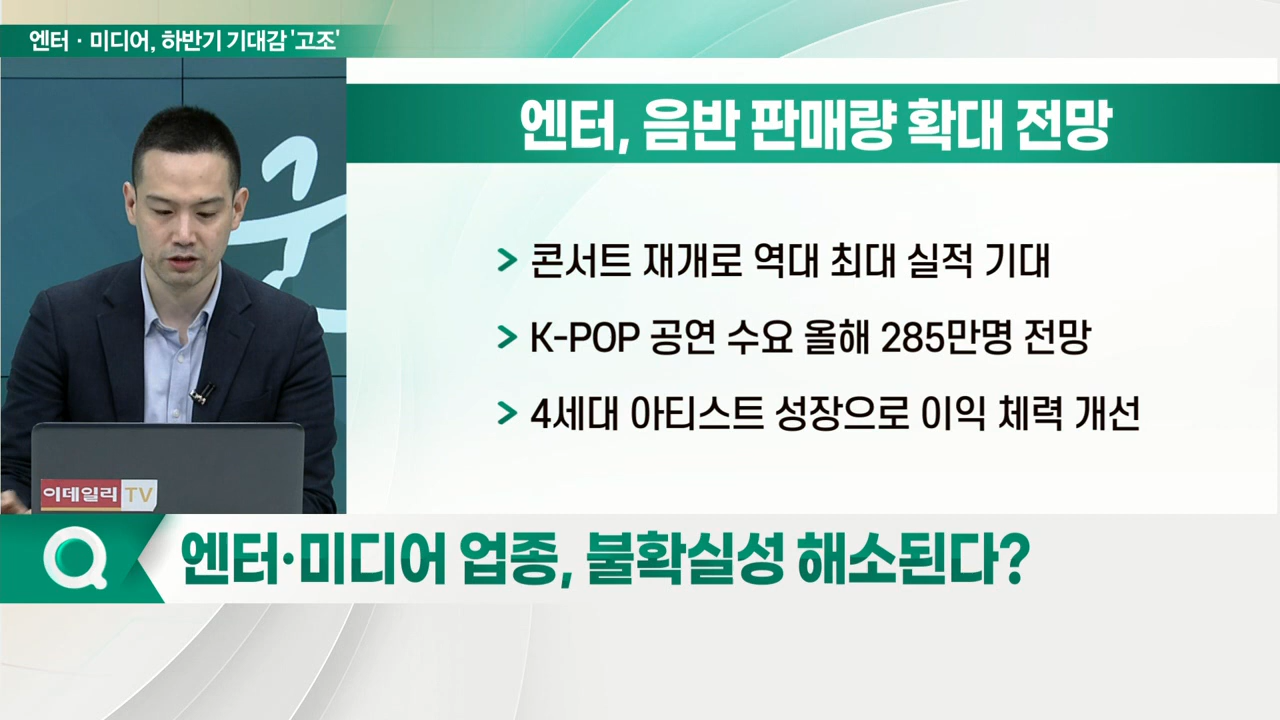 엔터·미디어, 하반기 기대감 '고조'
엔터, 음반 판매량 확대 전망
> 콘서트 재개로 역대 최대 실적 기대
> K-POP 공연 수요 올해 285만명 전망
> 4세대 아티스트 성장으로 이익 체력 개선
이데일리TV
엔터·미디어 업종, 불확실성 해소된다?